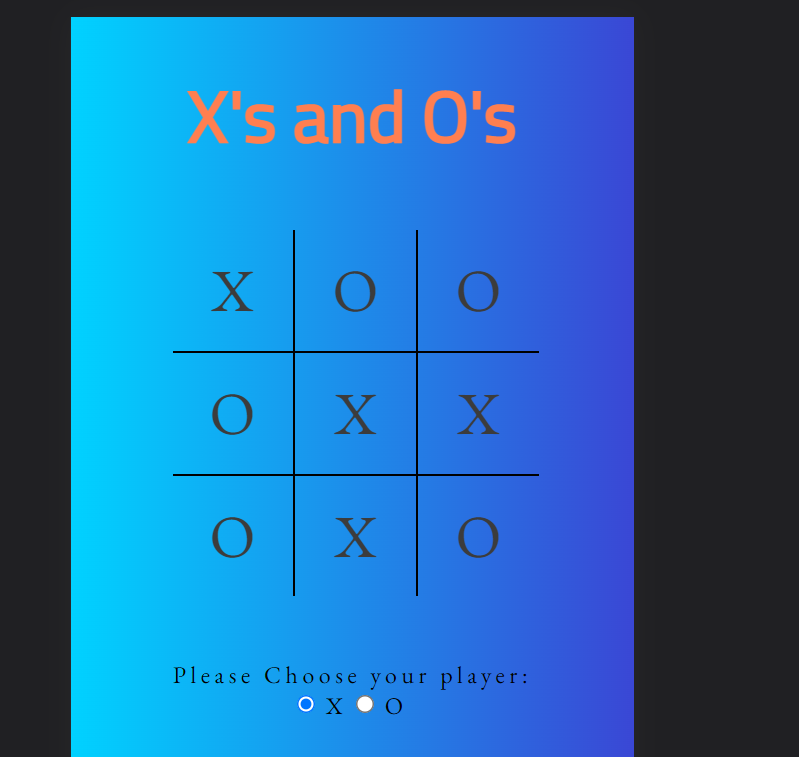 X's and O's
X O O
O X X
O X O
Please Choose your player:
X O